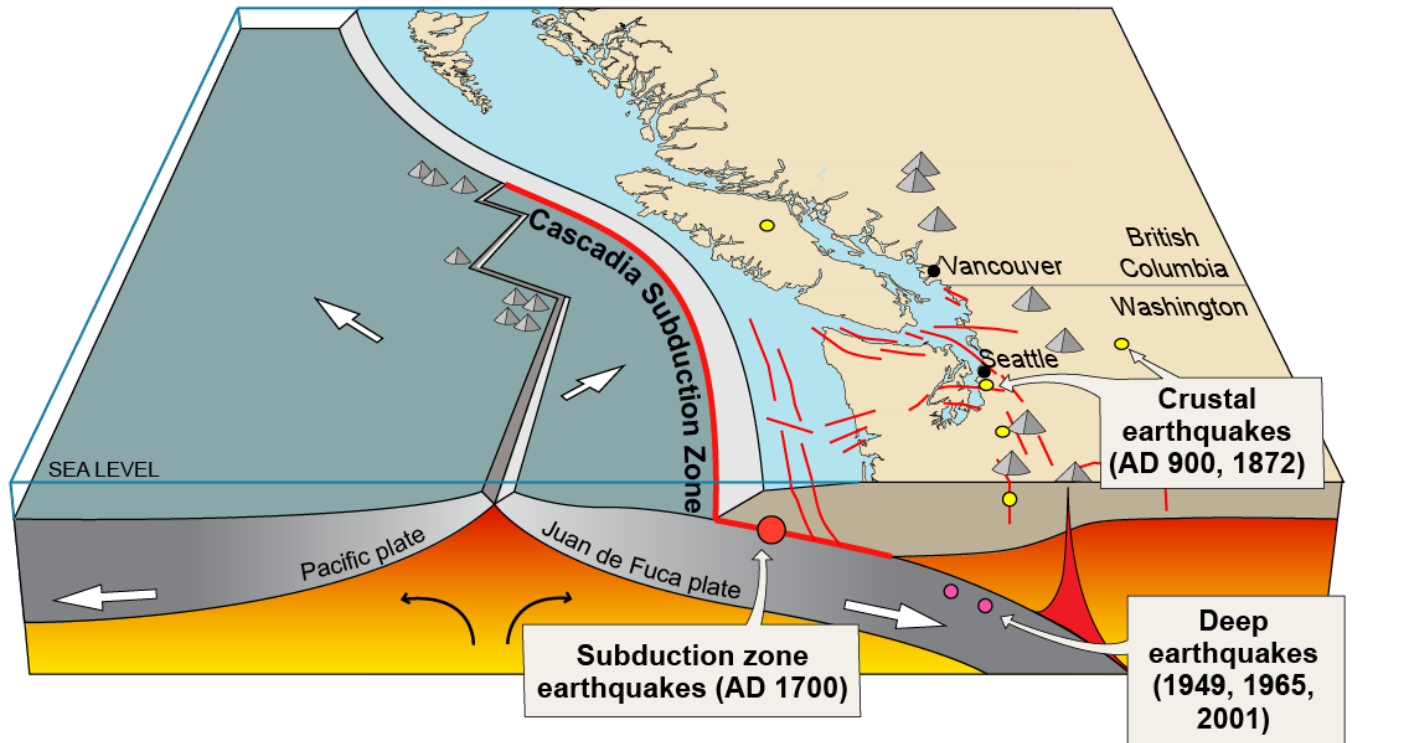 Cascadia Subduction Zone
British
Columbia
Vancouver
Washington
Seattle
Crustal
earthquakes
(AD 900, 1872)
SEA LEVEL
Pacific plate
Juan de Fuca plate
Subduction zone
earthquakes (AD 1700)
Deep
earthquakes
(1949, 1965,
2001)